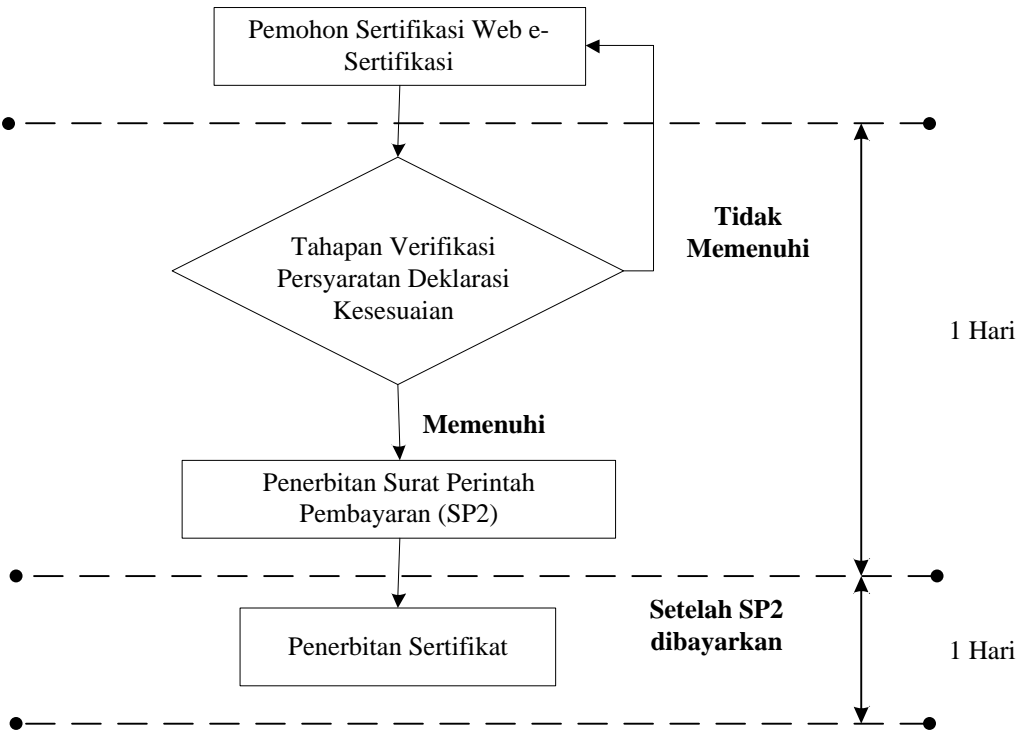 Pemohon Sertifikasi Web e-
Sertifikasi
Tidak
Memenuhi
Tahapan Verifikasi
Persyaratan Deklarasi
Kesesuaian
1 Hari
Memenuhi
Penerbitan Surat Perintah
Pembayaran (SP2)
Setelah SP2
dibayarkan
Penerbitan Sertifikat
1 Hari